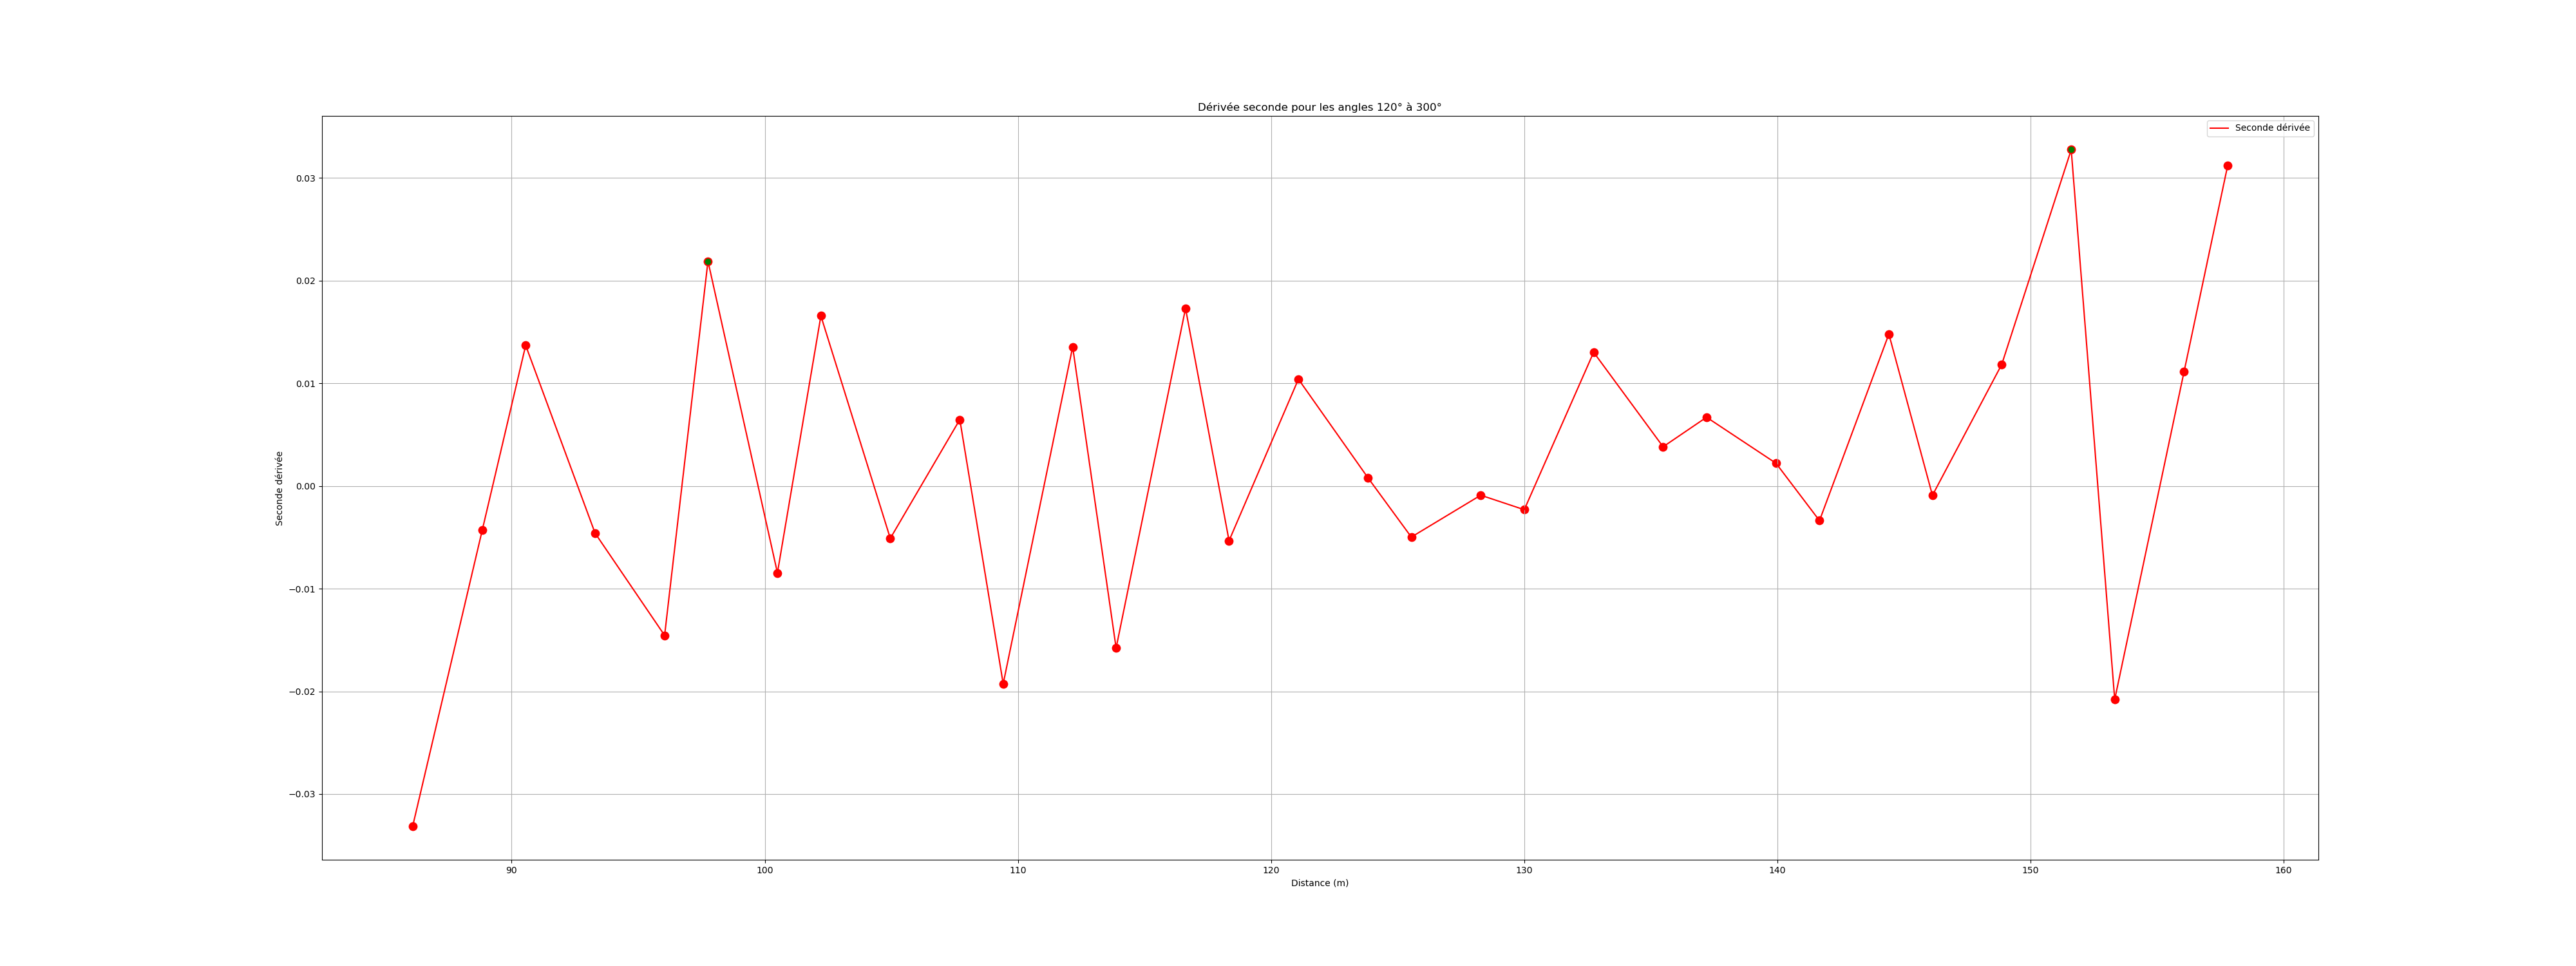 Dérivée seconde pour les angles 120° à 300°
Seconde dérivée
0.03
0.02
0.01
0.00
−0.01
−0.02
−0.03
Seconde dérivée
90 100 110 120 130 140 150 160
Distance (m)